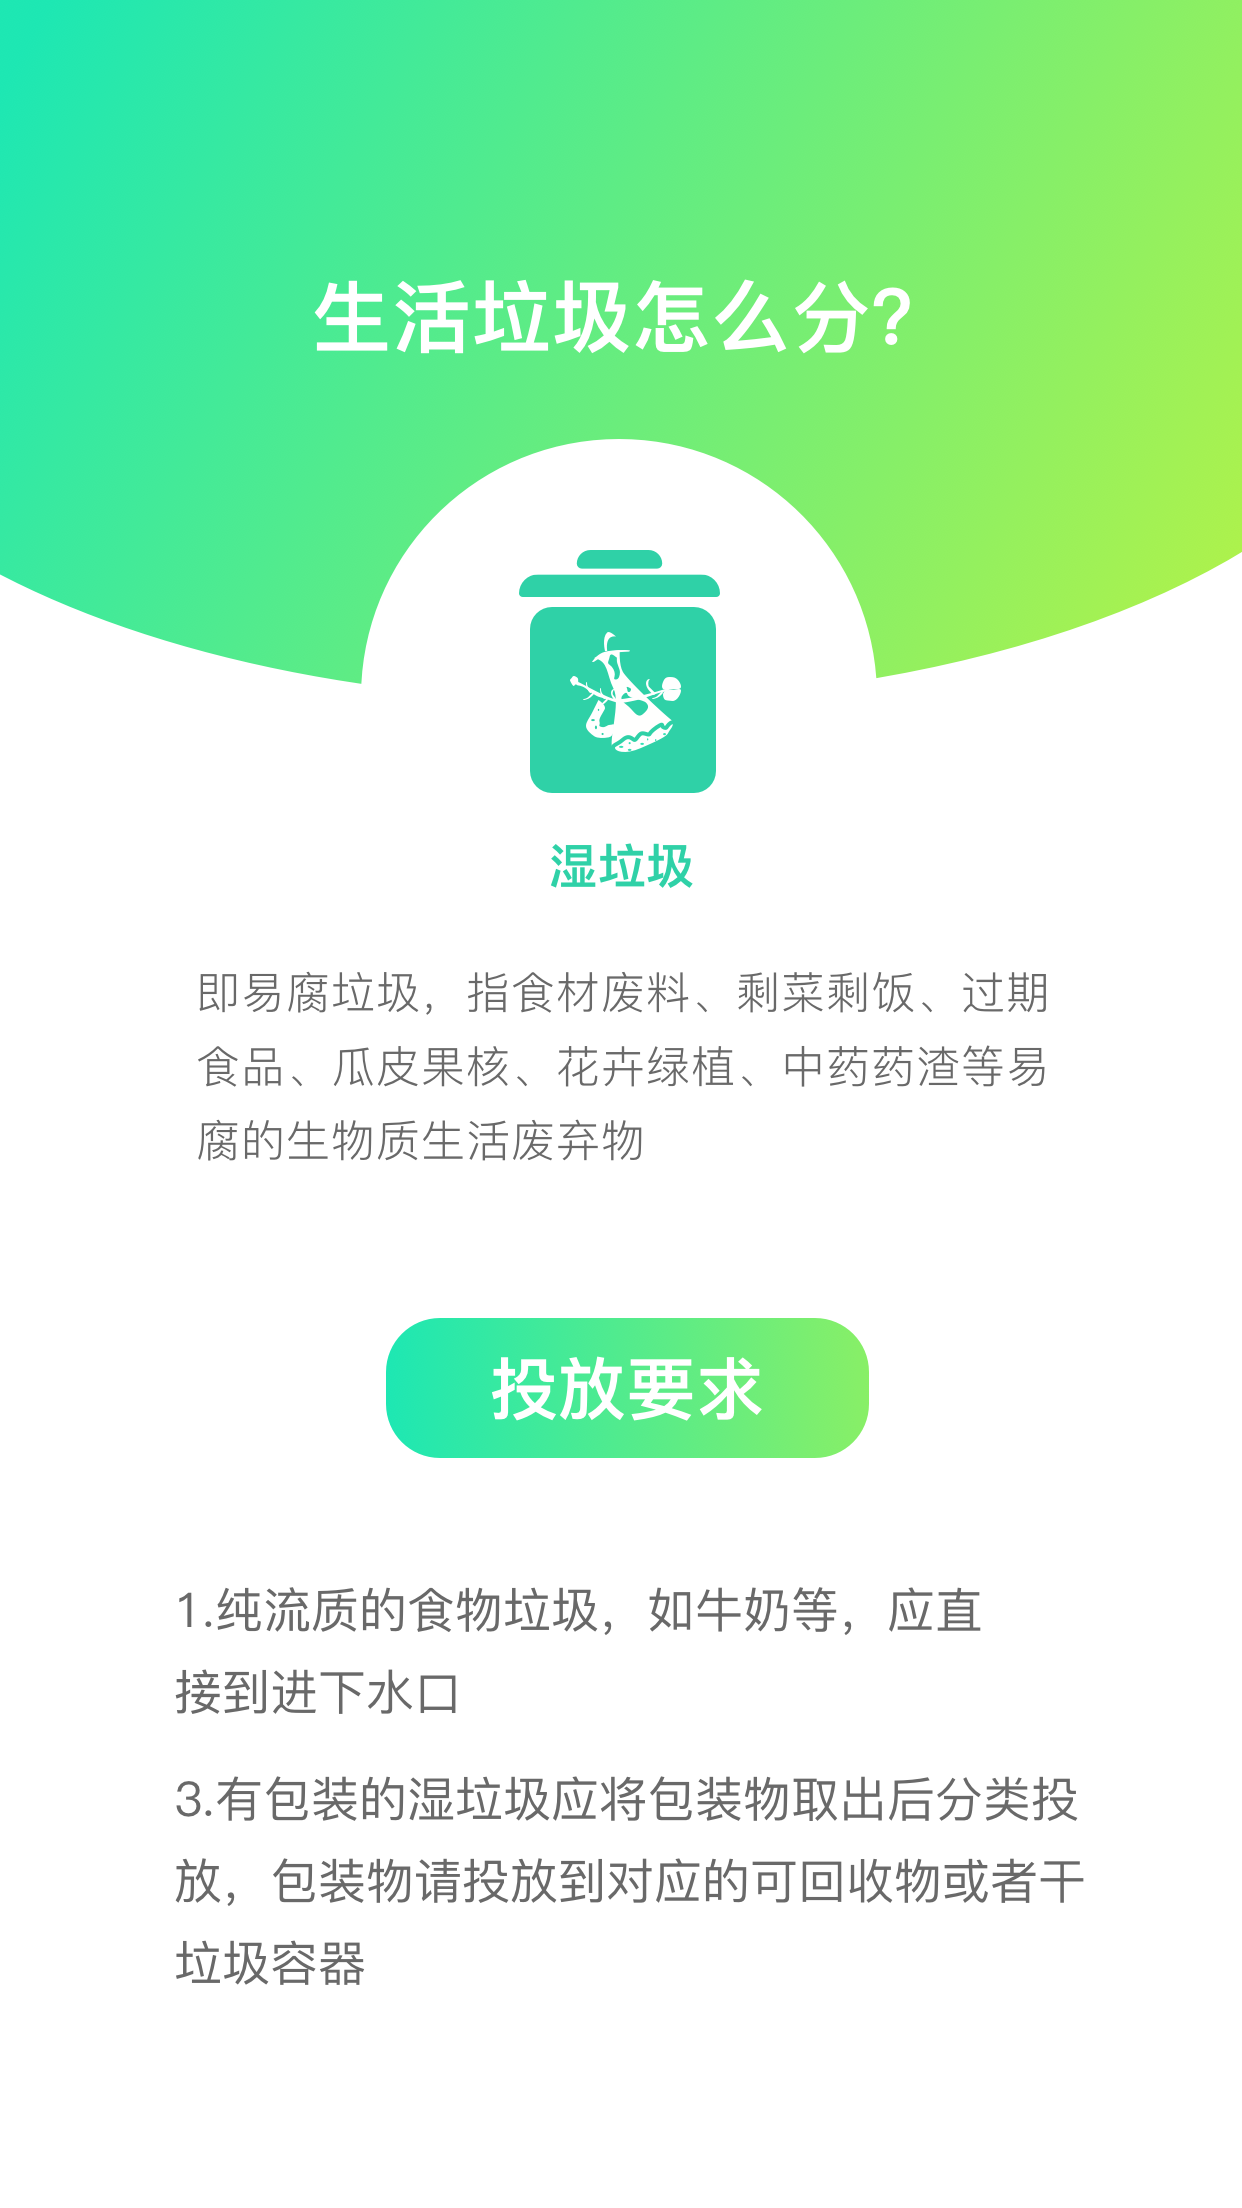 生活垃圾怎么分?
湿垃圾
即易腐垃圾，指食材废料、剩菜剩饭、过期
食品、瓜皮果核、花卉绿植、中药药渣等易
腐的生物质生活废弃物
投放要求
1.纯流质的食物垃圾，如牛奶等，应直
接到进下水口
3.有包装的湿垃圾应将包装物取出后分类投
放，包装物请投放到对应的可回收物或者干
垃圾容器